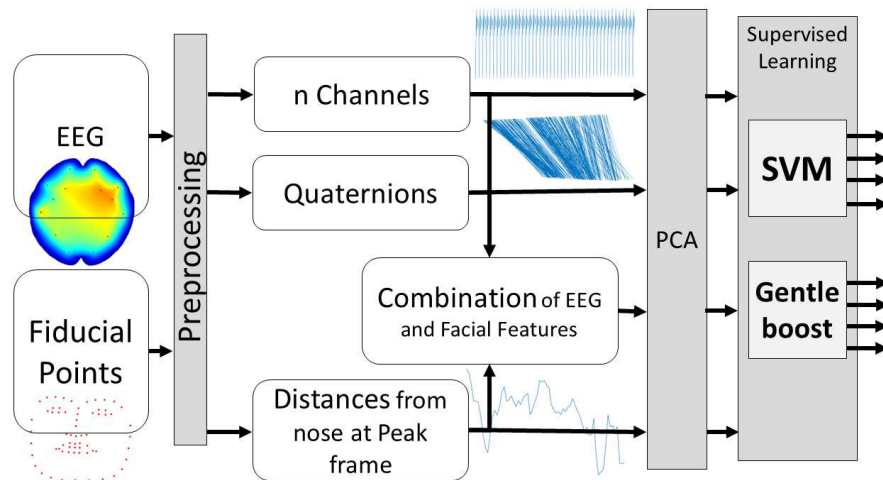 EEG
Fiducial
Points
Preprocessing
n Channels
Quaternions
Combination of EEG
and Facial Features
Distances from
nose at Peak
frame
PCA
Supervised
Learning
SVM
Gentle
boost